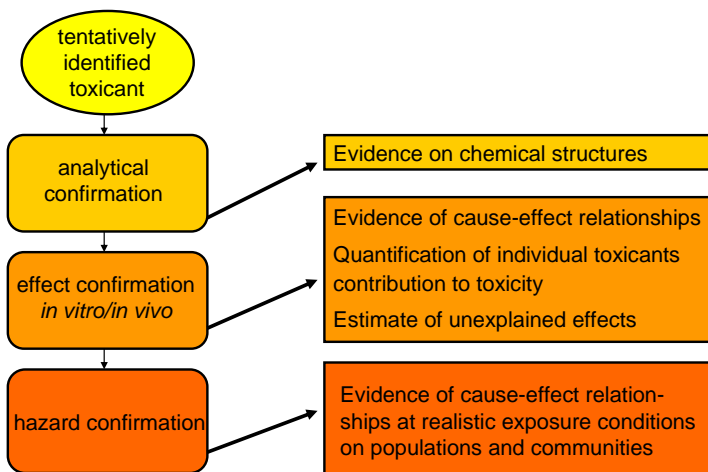 tentatively
identified
toxicant
analytical
confirmation
Evidence on chemical structures
effect confirmation
in vitro/in vivo
Evidence of cause-effect relationships
Quantification of individual toxicants
contribution to toxicity
Estimate of unexplained effects
hazard confirmation
Evidence of cause-effect relation-
ships at realistic exposure conditions
on populations and communities